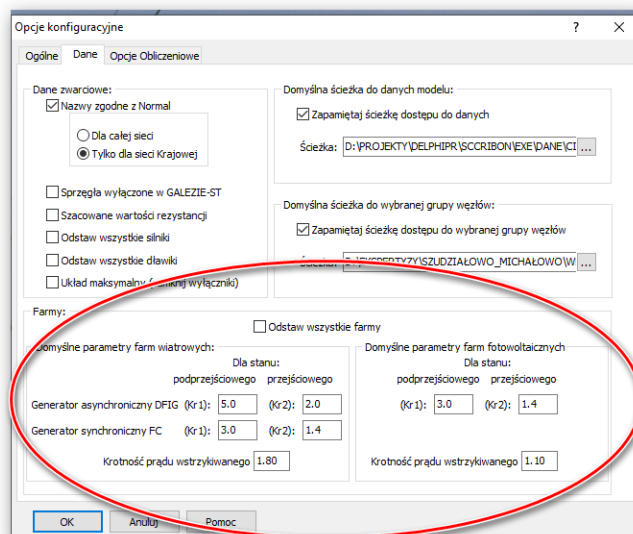 Opcje konfiguracyjne
?
Ogólne Dane Opcje Obliczeniowe
Dane zwarciowe:
Nazwy zgodne z Normal
Dla całej sieci
Tylko dla sieci Krajowej
Sprzęgła wyłączone w GALEZIE-ST
Szacowane wartości rezystancji
Odstaw wszystkie silniki
Odstaw wszystkie dławiki
Układ maksymalny wyłączniki)
Domyślna ścieżka do danych modelu:
Zapamiętaj ścieżkę dostępu do danych
Ścieżka: D:\PROJEKTY\DELPHIPR\SCCRIBON\EXE\DANE\CI ...
Domyślna ścieżka do wybranej grupy węzłów:
Zapamiętaj ścieżkę dostępu do wybranej grupy węzłów
Ścieżka: D:\EKSPERTYZY\SZUDZIAŁOWO_MICHAŁOWO\W ...
Farmy:
Odstaw wszystkie farmy
Domyślne parametry farm wiatrowych:
Dla stanu:
podprzejściowego przejściowego
Generator asynchroniczny DFIG (Kr1): 5.0 (Kr2): 2.0
Generator synchroniczny FC (Kr1): 3.0 (Kr2): 1.4
Krotność prądu wstrzykiwanego 1.80
Domyślne parametry farm fotowoltaicznych
Dla stanu:
podprzejściowego przejściowego
(Kr1): 3.0 (Kr2): 1.4
Krotność prądu wstrzykiwanego 1.10
OK Anuluj Pomoc